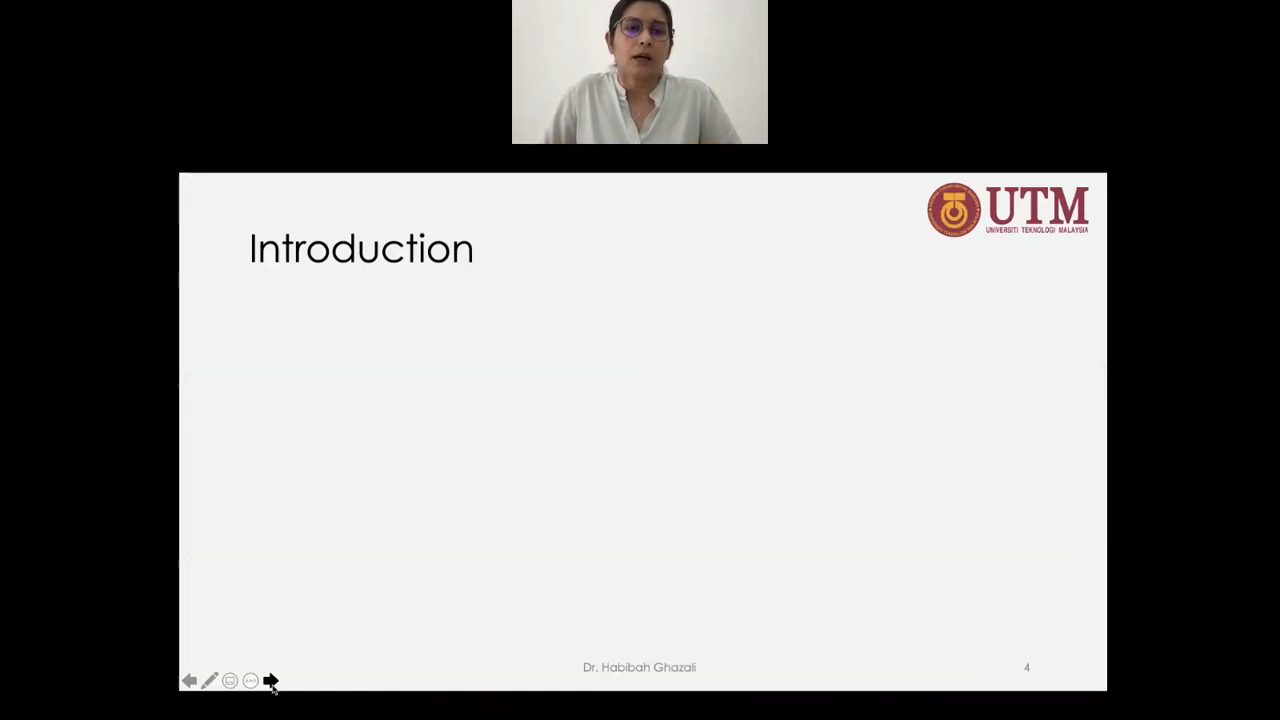 UTM
UNIVERSITI TEKNOLOGI MALAYSIA
Introduction
Dr. Habibah Ghazali
4